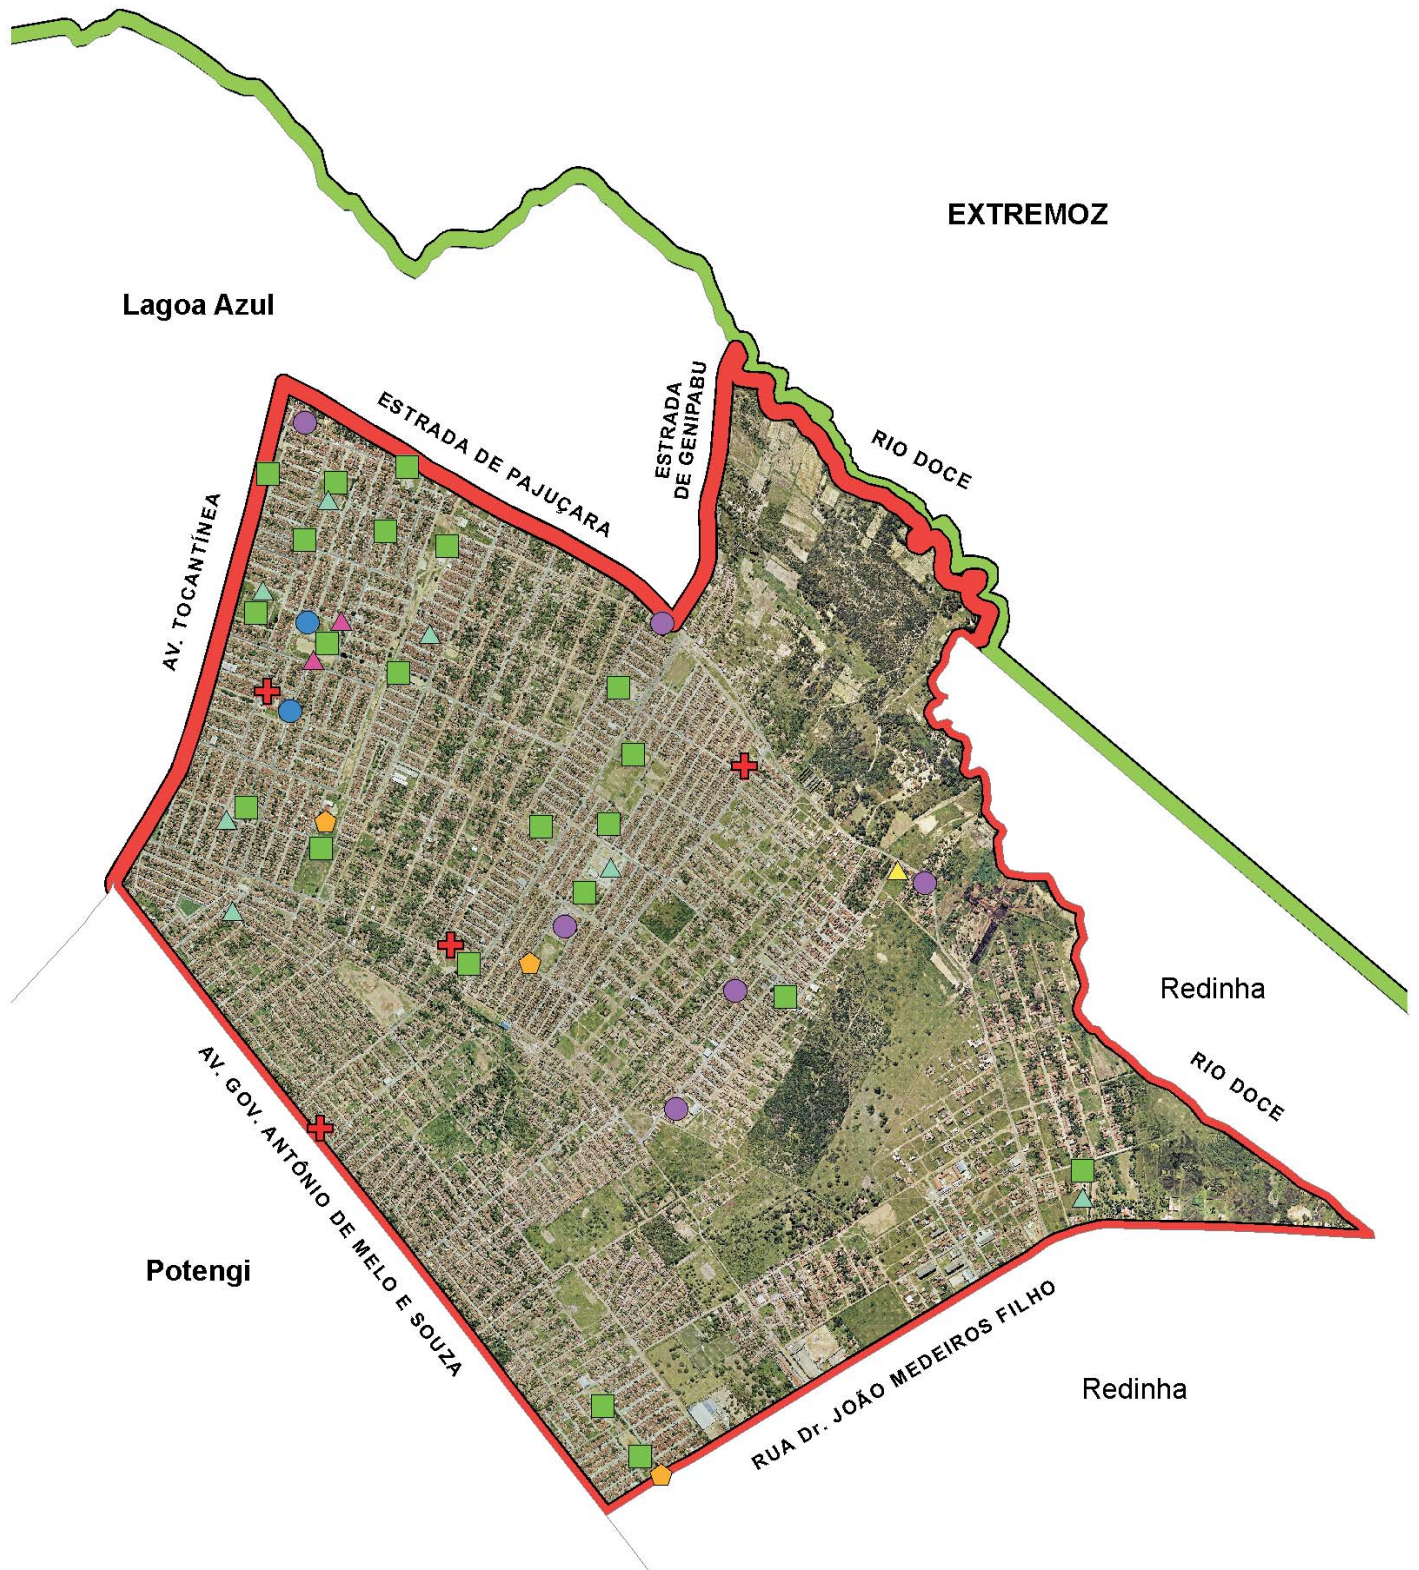 EXTREMOZ
Lagoa Azul
ESTRADA DE PAJUÇARA
ESTRADA
DE GENIPABU
RIO DOCE
AV. TOCANTÍNEA
Redinha
RIO DOCE
AV. GOV. ANTÔNIO DE MELO E SOUZA
Potengi
RUA Dr. JOÃO MEDEIROS FILHO
Redinha